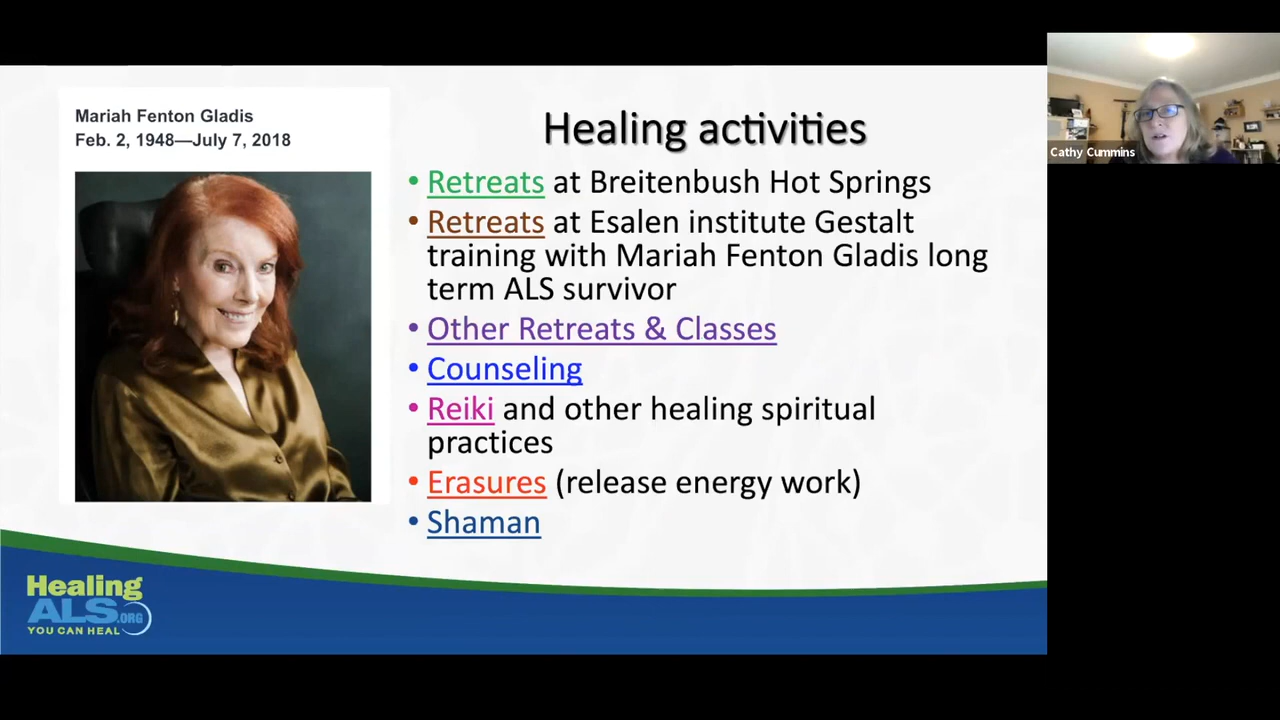 Mariah Fenton Gladis
Feb. 2, 1948—July 7, 2018
Healing activities
• Retreats at Breitenbush Hot Springs
• Retreats at Esalen institute Gestalt
training with Mariah Fenton Gladis long
term ALS survivor
• Other Retreats & Classes
• Counseling
• Reiki and other healing spiritual
practices
• Erasures (release energy work)
• Shaman
Healing
ALS.ORG
YOU CAN HEAL
Cathy Cummins